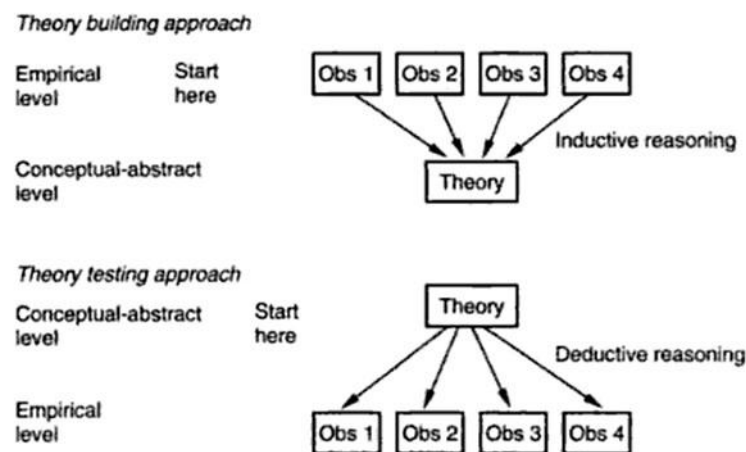 Theory building approach
Empirical level
Start here
Obs 1 Obs 2 Obs 3 Obs 4
Inductive reasoning
Conceptual-abstract level
Theory
Theory testing approach
Conceptual-abstract level
Start here
Theory
Deductive reasoning
Empirical level
Obs 1 Obs 2 Obs 3 Obs 4